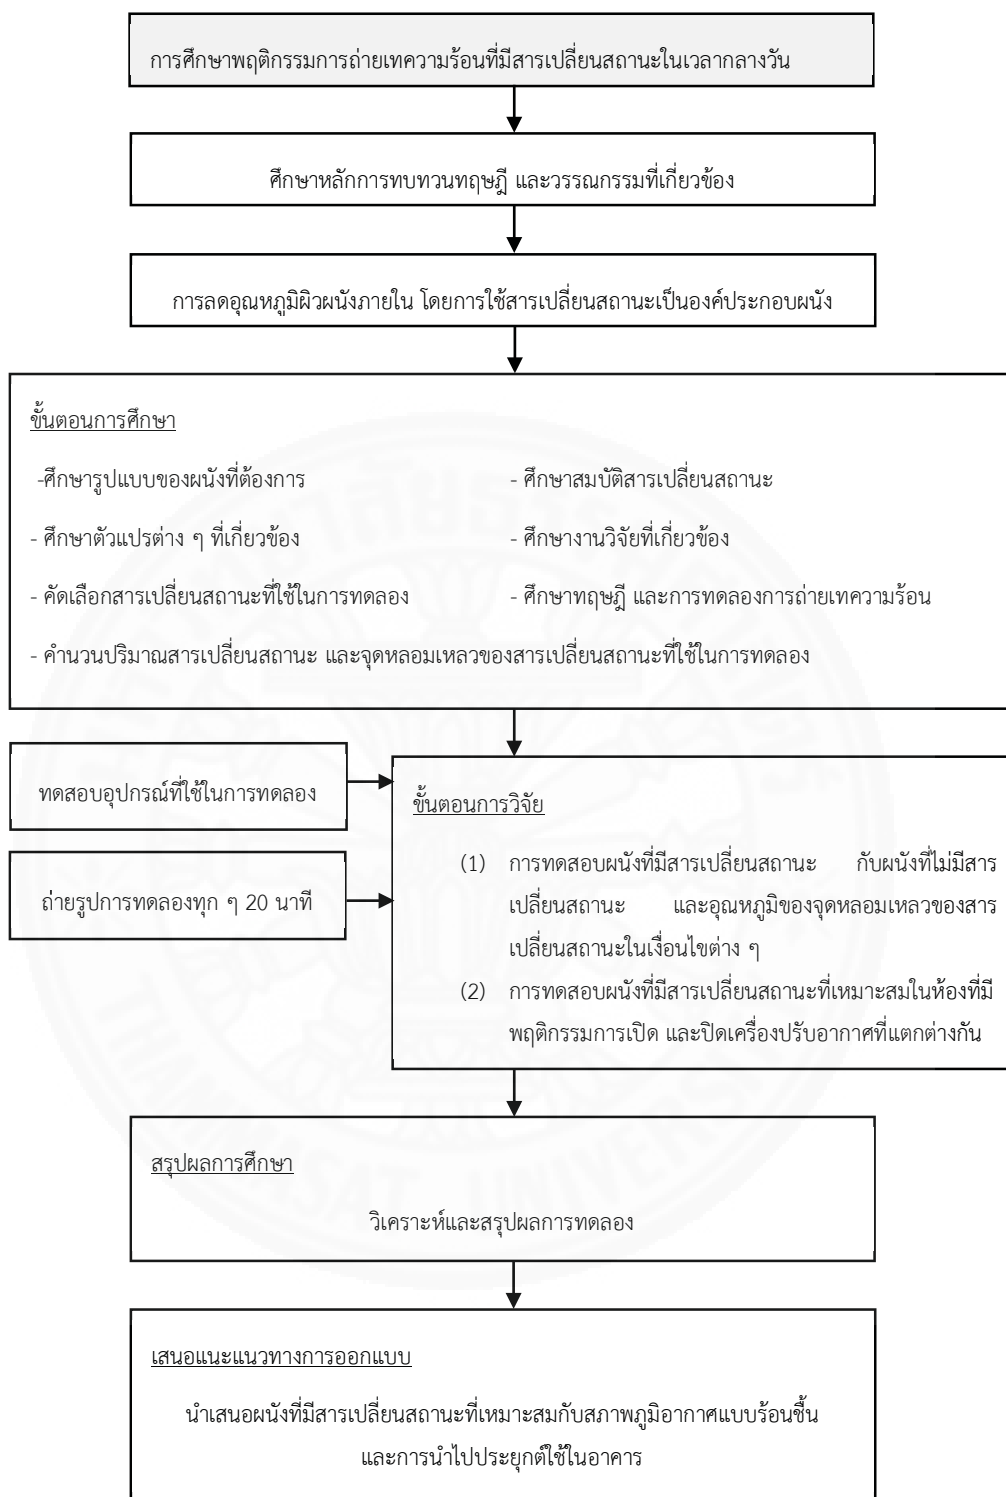 การศึกษาพฤติกรรมการถ่ายเทความร้อนที่มีสารเปลี่ยนสถานะในเวลากลางวัน
ศึกษาหลักการทบทวนทฤษฎี และวรรณกรรมที่เกี่ยวข้อง
การลดอุณหภูมิผิวผนังภายใน โดยการใช้สารเปลี่ยนสถานะเป็นองค์ประกอบผนัง
ขั้นตอนการศึกษา
-ศึกษารูปแบบของผนังที่ต้องการ - ศึกษาสมบัติสารเปลี่ยนสถานะ
- ศึกษาตัวแปรต่าง ๆ ที่เกี่ยวข้อง - ศึกษางานวิจัยที่เกี่ยวข้อง
- คัดเลือกสารเปลี่ยนสถานะที่ใช้ในการทดลอง - ศึกษาทฤษฎี และการทดลองการถ่ายเทความร้อน
- คำนวนปริมาณสารเปลี่ยนสถานะ และจุดหลอมเหลวของสารเปลี่ยนสถานะที่ใช้ในการทดลอง
ทดสอบอุปกรณ์ที่ใช้ในการทดลอง
ถ่ายรูปการทดลองทุก ๆ 20 นาที
ขั้นตอนการวิจัย
(1) การทดสอบผนังที่มีสารเปลี่ยนสถานะ กับผนังที่ไม่มีสาร
เปลี่ยนสถานะ และอุณหภูมิของจุดหลอมเหลวของสาร
เปลี่ยนสถานะในเงื่อนไขต่าง ๆ
(2) การทดสอบผนังที่มีสารเปลี่ยนสถานะที่เหมาะสมในห้องที่มี
พฤติกรรมการเปิด และปิดเครื่องปรับอากาศที่แตกต่างกัน
สรุปผลการศึกษา
วิเคราะห์และสรุปผลการทดลอง
เสนอแนะแนวทางการออกแบบ
นำเสนอผนังที่มีสารเปลี่ยนสถานะที่เหมาะสมกับสภาพภูมิอากาศแบบร้อนชื้น
และการนำไปประยุกต์ใช้ในอาคาร
THAMMASAT UNIVERSITY